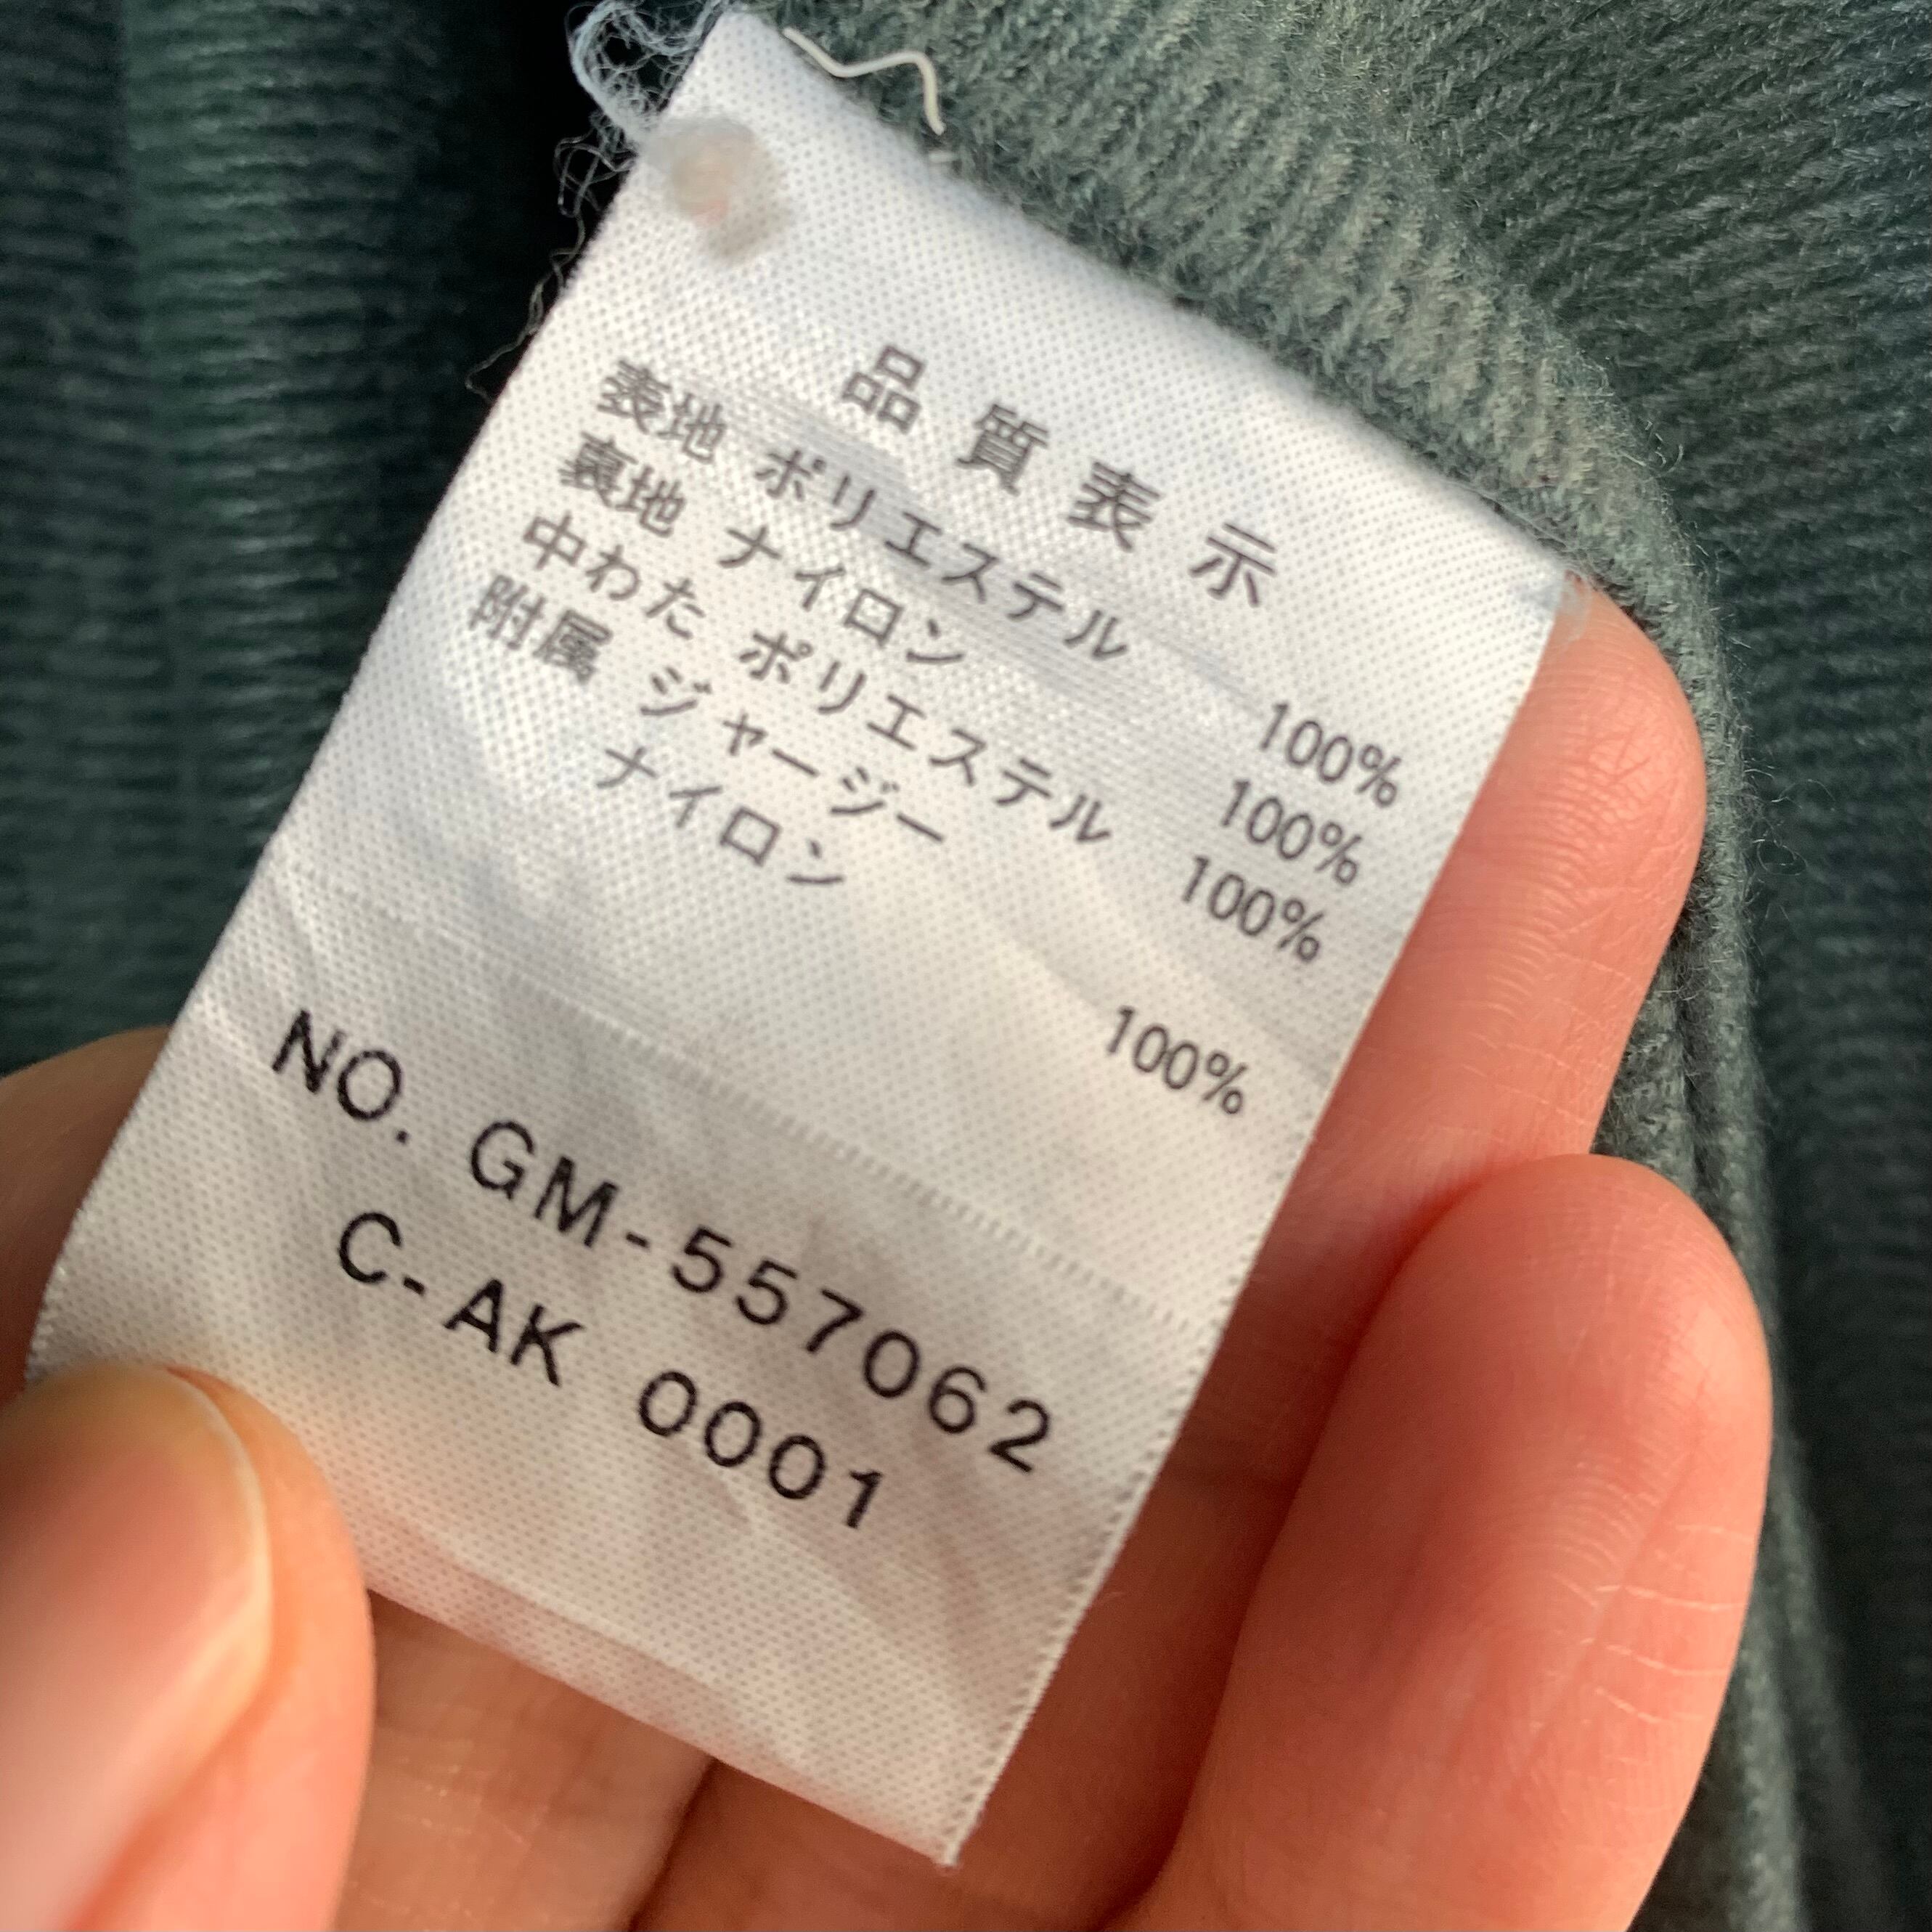 品質表示
表地 ポリエステル 100%
裏地 ナイロン 100%
中わた ポリエステル 100%
附属 ジャージー
ナイロン 100%
NO. GM-557062
C-AK 0001